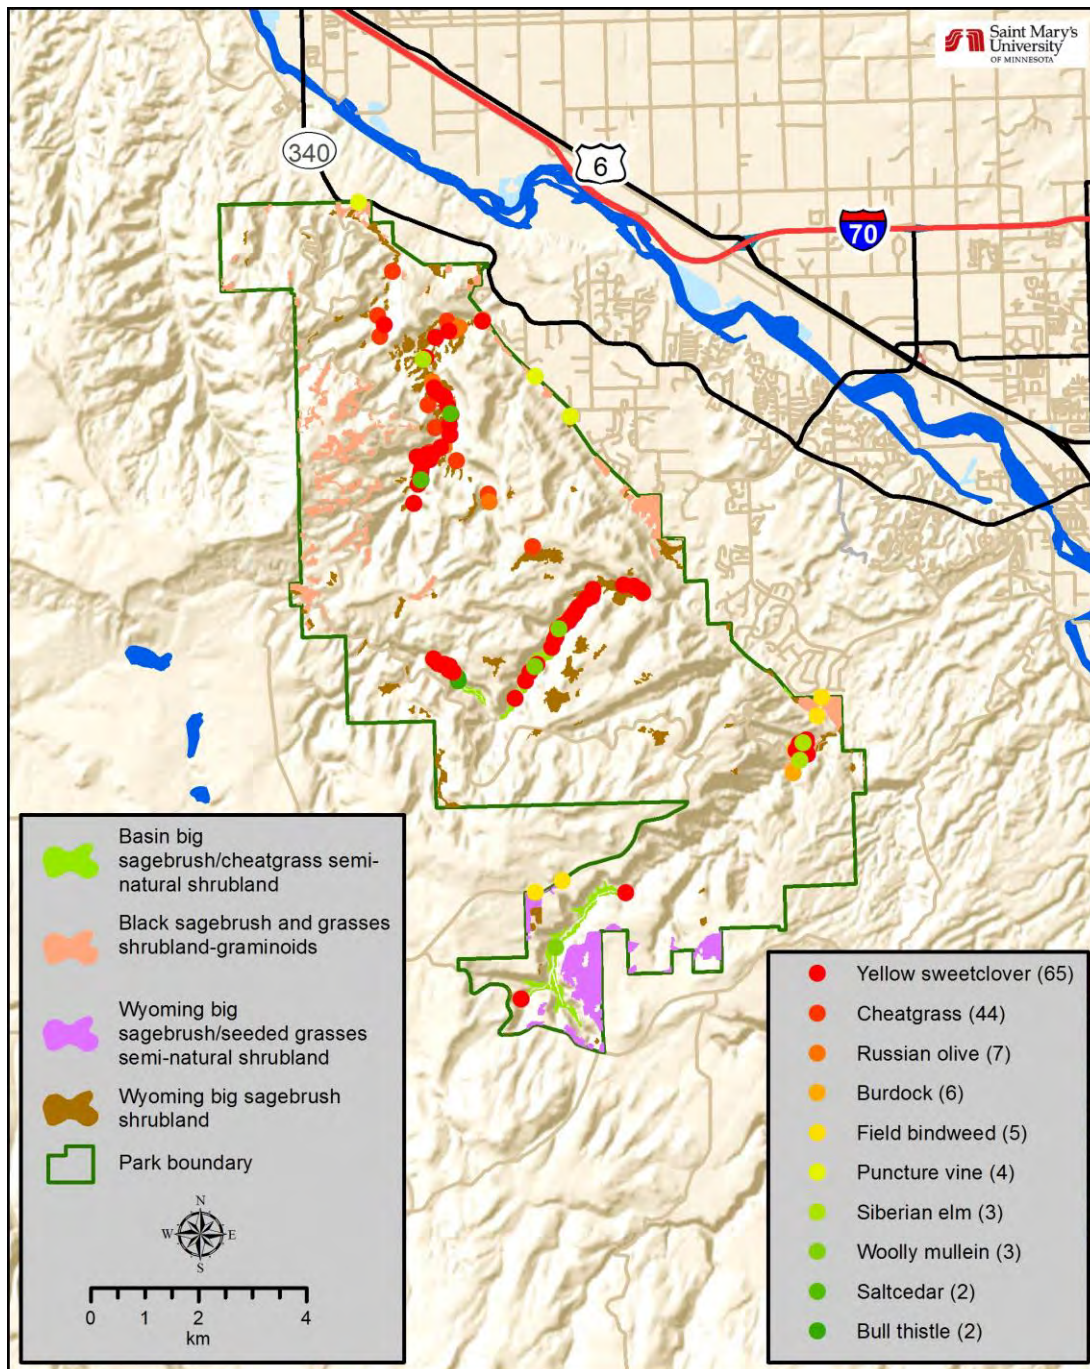 Saint Mary's
University
OF MINNESOTA
340
6
70
Basin big
sagebrush/cheatgrass semi-
natural shrubland
Black sagebrush and grasses
shrubland-graminoids
Wyoming big
sagebrush/seeded grasses
semi-natural shrubland
Wyoming big sagebrush
shrubland
Park boundary
N
W E
S
0 1 2 4
km
Yellow sweetclover (65)
Cheatgrass (44)
Russian olive (7)
Burdock (6)
Field bindweed (5)
Puncture vine (4)
Siberian elm (3)
Woolly mullein (3)
Saltcedar (2)
Bull thistle (2)